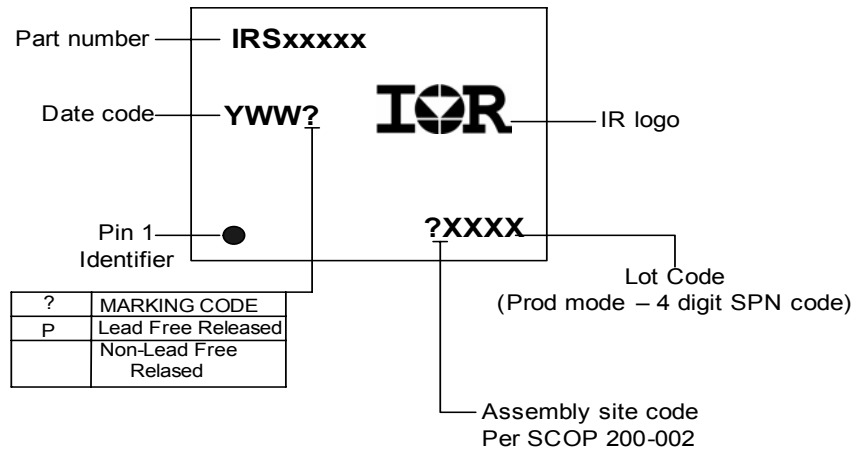 Part number
IRSxxxxx
Date code
YWW?
IOR
IR logo
Pin 1
Identifier
?XXXX
Lot Code
(Prod mode – 4 digit SPN code)
? MARKING CODE
P Lead Free Released
Non-Lead Free
Relased
Assembly site code
Per SCOP 200-002